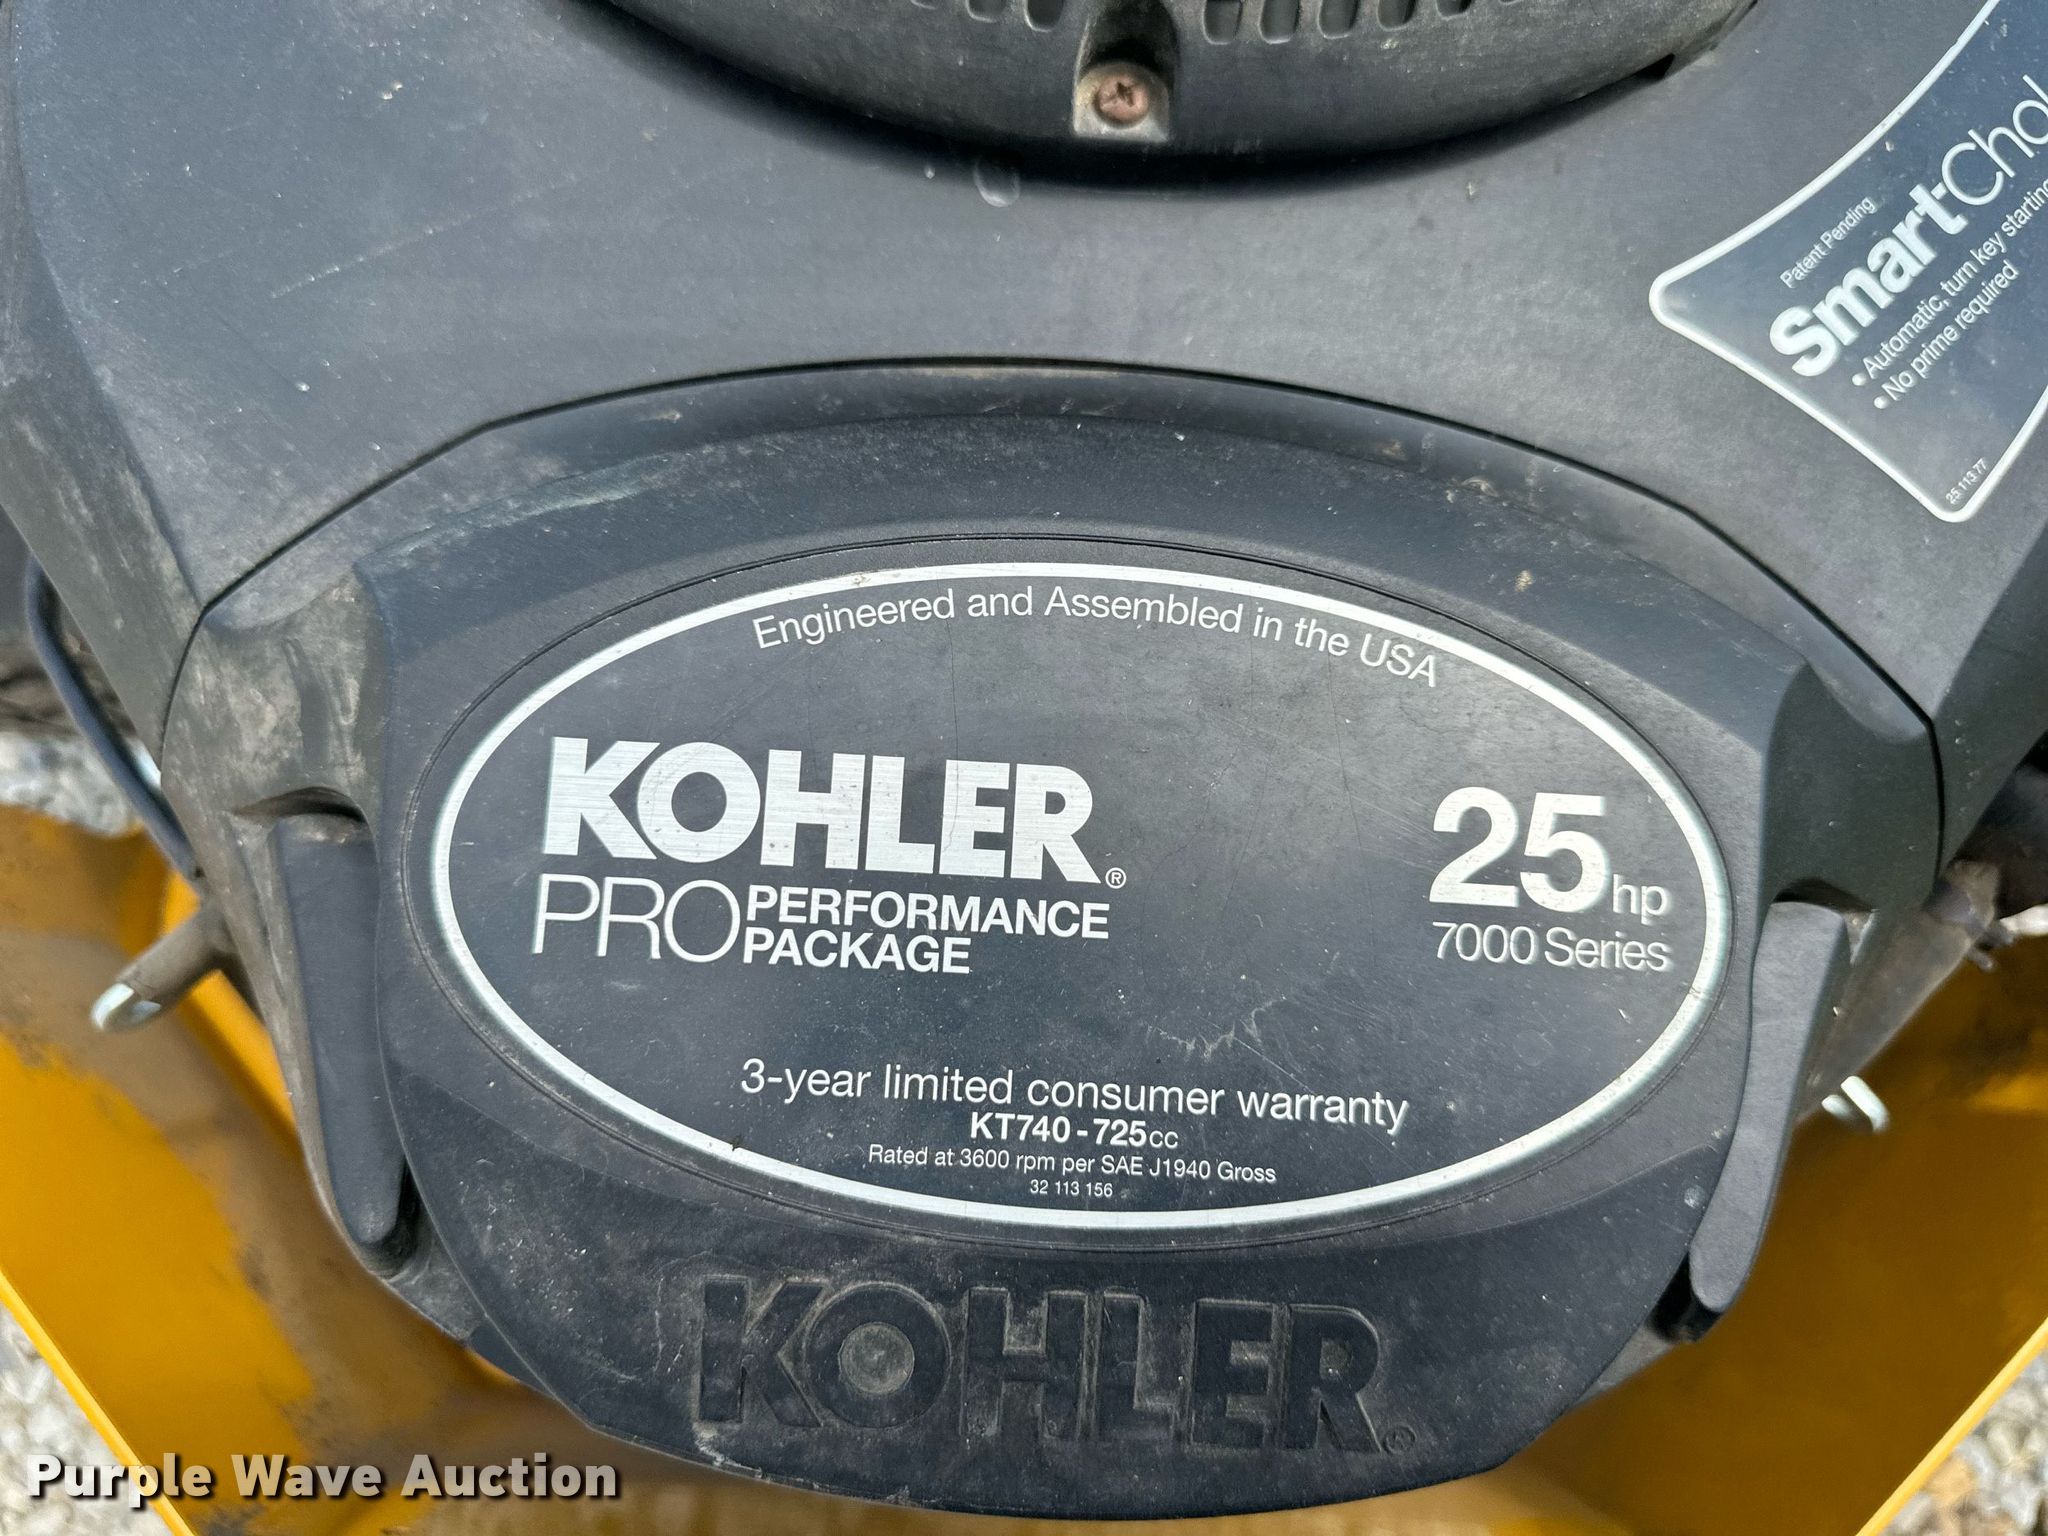 Patent Pending
Smart-Chok
• Automatic, turn key starting
• No prime required
25 113 77
Engineered and Assembled in the USA
KOHLER®
PRO PERFORMANCE
PACKAGE
25 hp
7000 Series
3-year limited consumer warranty
KT740 - 725cc
Rated at 3600 rpm per SAE J1940 Gross
32 113 156
KOHLER®
Purple Wave Auction